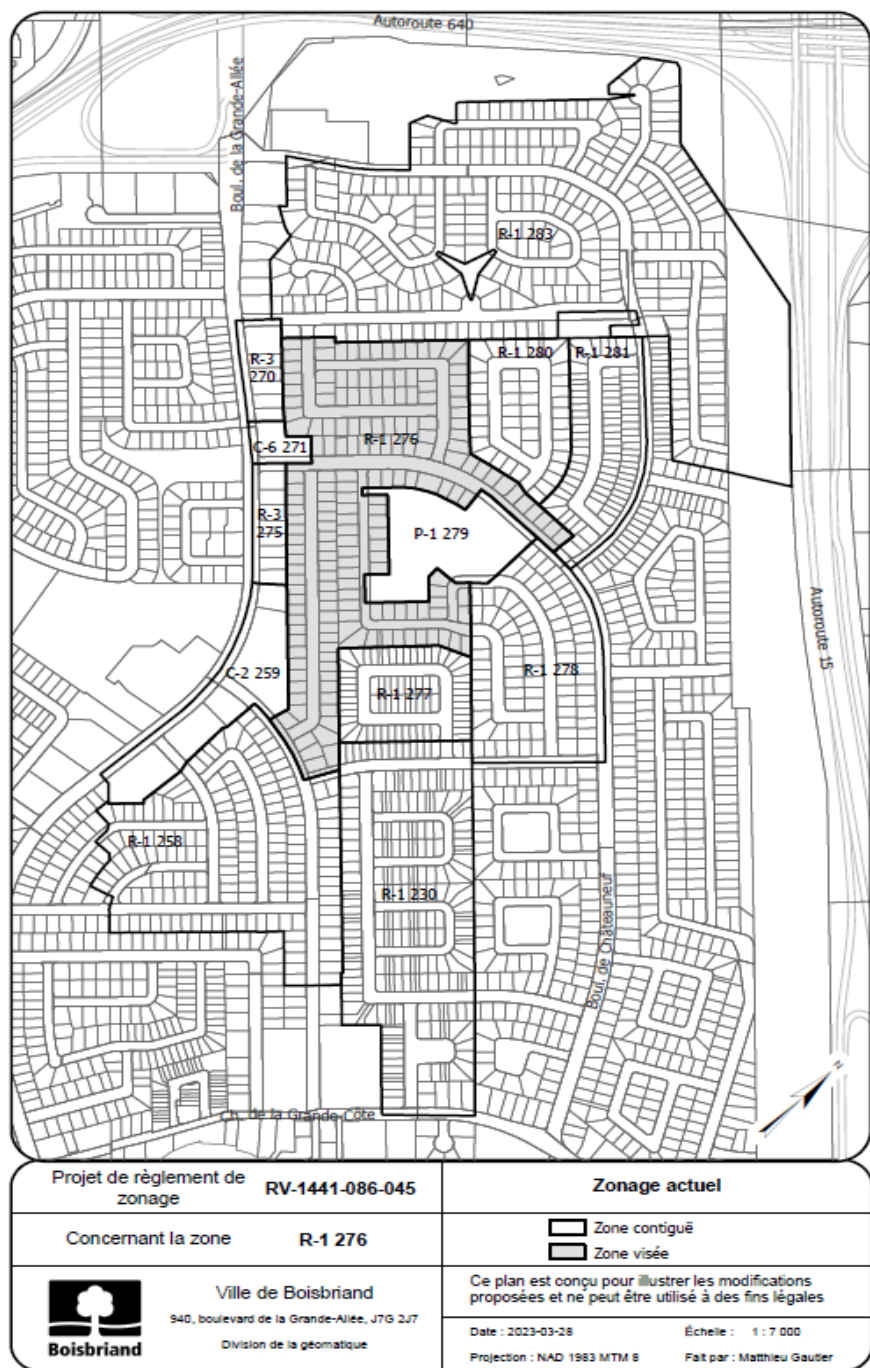 Autoroute 640
Boul. de la Grande-Allée
R-1 283
R-3
270
R-1 280
R-1 281
R-1 276
C-6 271
R-3
275
P-1 279
Autoroute 15
C-2 259
R-1 277
R-1 278
R-1 258
R-1 230
Boul. de Châteauneuf
N
Ch. de la Grande-Côte
Projet de règlement de
zonage
RV-1441-086-045
Zonage actuel
Concernant la zone
R-1 276
Zone contiguë
Zone visée
Boisbriand
Ville de Boisbriand
940, boulevard de la Grande-Allée, J7G 2J7
Division de la géomatique
Ce plan est conçu pour illustrer les modifications
proposées et ne peut être utilisé à des fins légales
Date : 2023-03-28
Échelle : 1 : 7 000
Projection : NAD 1983 MTM 8
Fait par : Matthieu Gautier